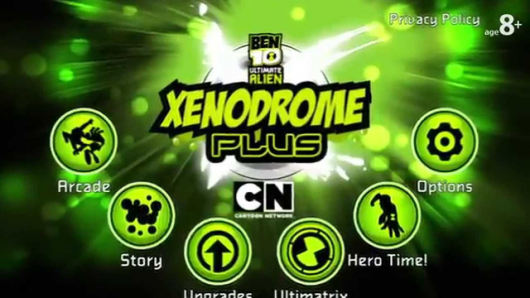 Privacy Policy
age 8+
BEN
10
ULTIMATE
ALIEN
XENODROME
PLUS
CN
CARTOON NETWORK
Arcade
Options
Story
Hero Time!
Upgrades
Ultimatrix